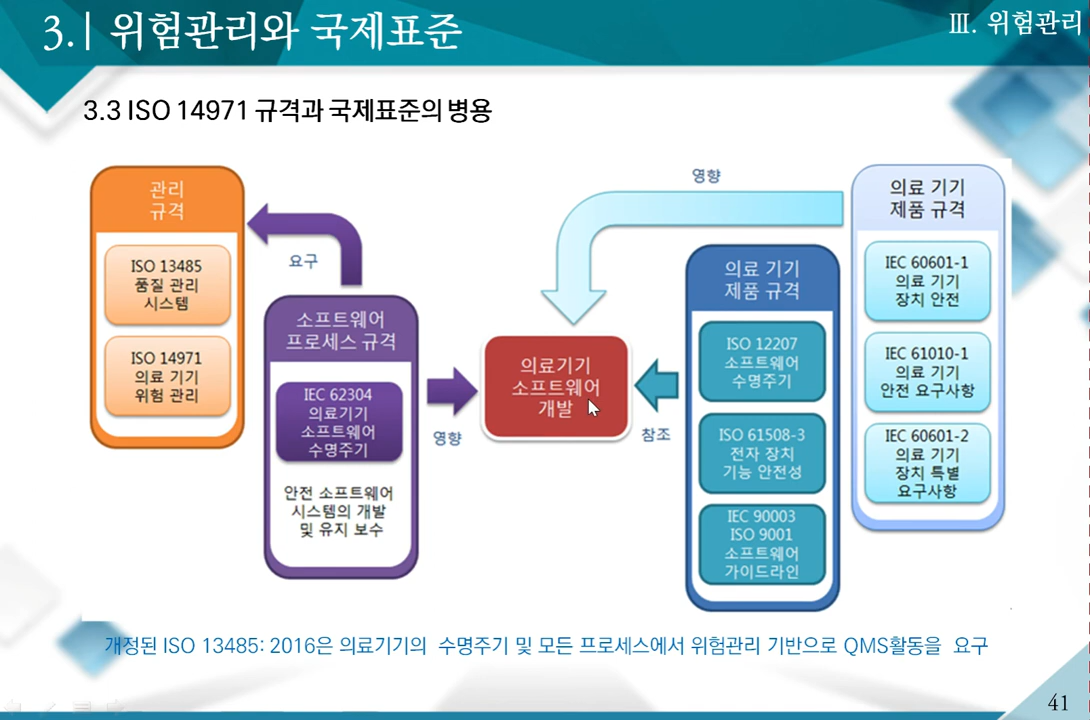 3. | 위험관리와 국제표준
Ⅲ. 위험관리
3.3 ISO 14971 규격과 국제표준의 병용
관리
규격
ISO 13485
품질 관리
시스템
ISO 14971
의료 기기
위험 관리
요구
소프트웨어
프로세스 규격
IEC 62304
의료기기
소프트웨어
수명주기
안전 소프트웨어
시스템의 개발
및 유지 보수
영향
의료기기
소프트웨어
개발
영향
참조
의료 기기
제품 규격
ISO 12207
소프트웨어
수명주기
ISO 61508-3
전자 장치
기능 안전성
IEC 90003
ISO 9001
소프트웨어
가이드라인
의료 기기
제품 규격
IEC 60601-1
의료 기기
장치 안전
IEC 61010-1
의료 기기
안전 요구사항
IEC 60601-2
의료 기기
장치 특별
요구사항
개정된 ISO 13485: 2016은 의료기기의 수명주기 및 모든 프로세스에서 위험관리 기반으로 QMS활동을 요구
41